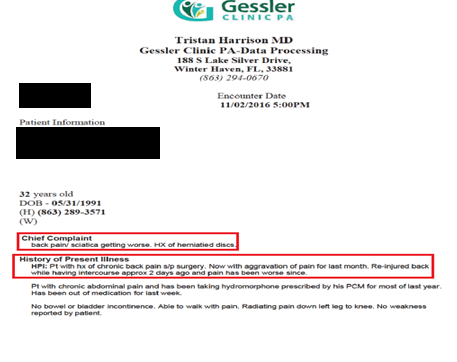 Gessler
CLINIC PA
Tristan Harrison MD
Gessler Clinic PA-Data Processing
188 S Lake Silver Drive,
Winter Haven, FL, 33881
(863) 294-0670
Encounter Date
11/02/2016 5:00PM
Patient Information
32 years old
DOB - 05/31/1991
(H) (863) 289-3571
(W)
Chief Complaint
back pain/ sciatica getting worse. HX of herniatied discs.
History of Present Illness
HPI: Pt with hx of chronic back pain s/p surgery. Now with aggravation of pain for last month. Re-injured back
while having intercourse approx 2 days ago and pain has been worse since.
Pt with chronic abdominal pain and has been taking hydormorphone prescribed by his PCM for most of last year.
Has been out of medication for last week.
No bowel or bladder incontinence. Able to walk with pain. Radiating pain down left leg to knee. No weakness
reported by patient.